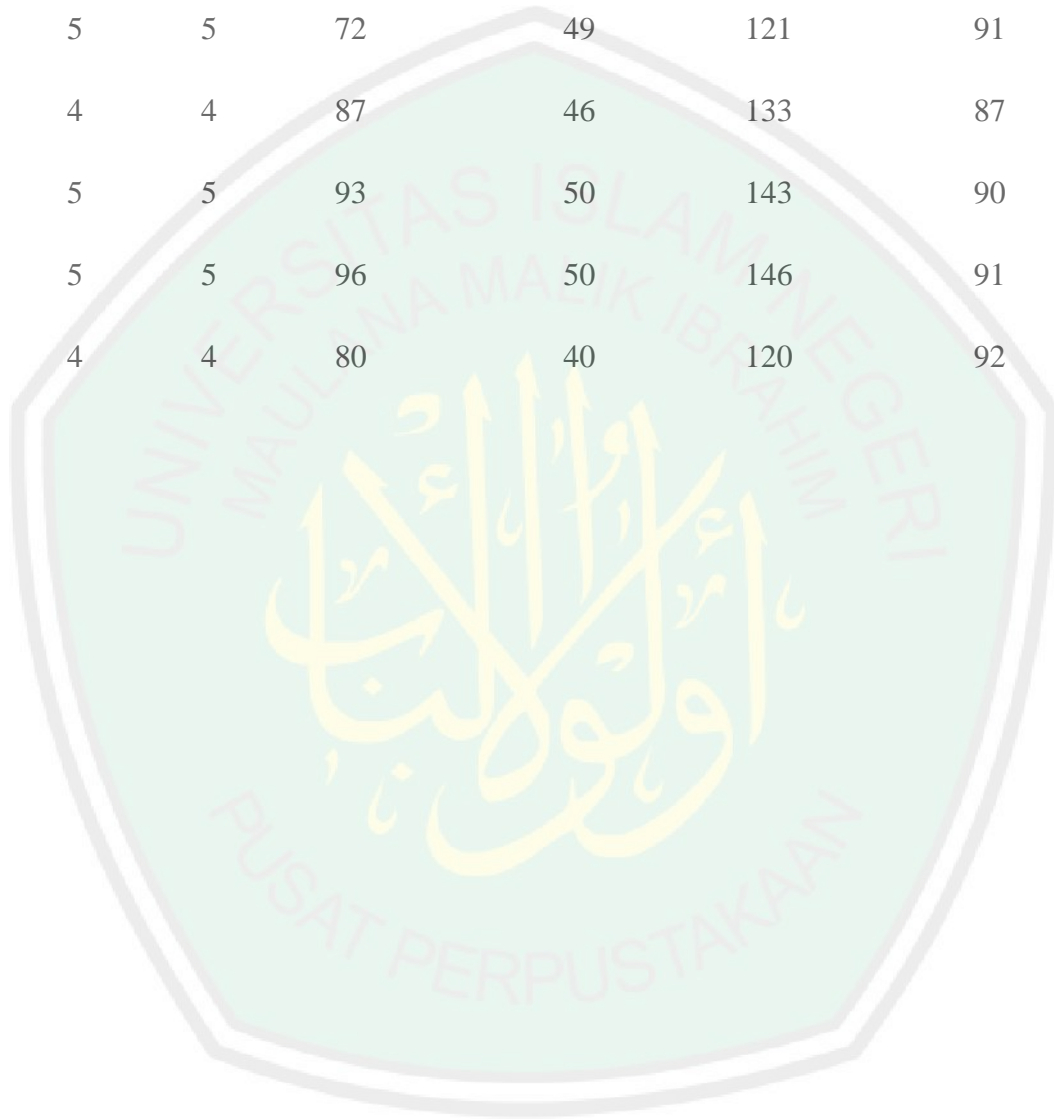 5 5 72 49 121 91
4 4 87 46 133 87
5 5 93 50 143 90
5 5 96 50 146 91
4 4 80 40 120 92
UNIVERSITAS ISLAM NEGERI
MAULANA MALIK IBRAHIM
أولوا الألباب
PUSAT PERPUSTAKAAN